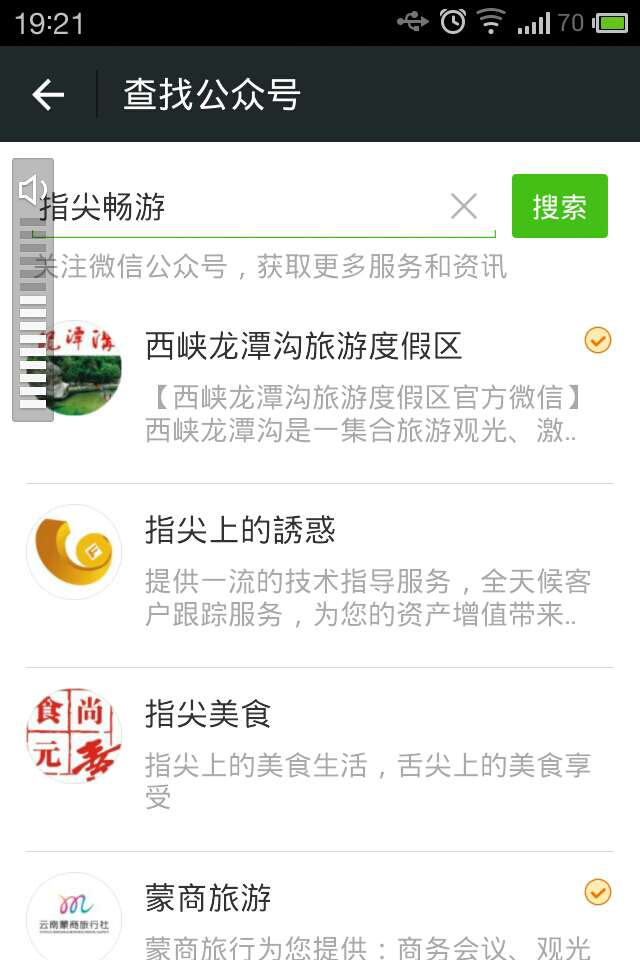 19:21
70
查找公众号
指尖畅游
搜索
关注微信公众号，获取更多服务和资讯
西峡龙潭沟旅游度假区
【西峡龙潭沟旅游度假区官方微信】
西峡龙潭沟是一集合旅游观光、激..
指尖上的誘惑
提供一流的技术指导服务，全天候客
户跟踪服务，为您的资产增值带来..
食尚
元
指尖美食
指尖上的美食生活，舌尖上的美食享
受
云南蒙商旅行社
蒙商旅游
蒙商旅行为您提供：商务会议、观光